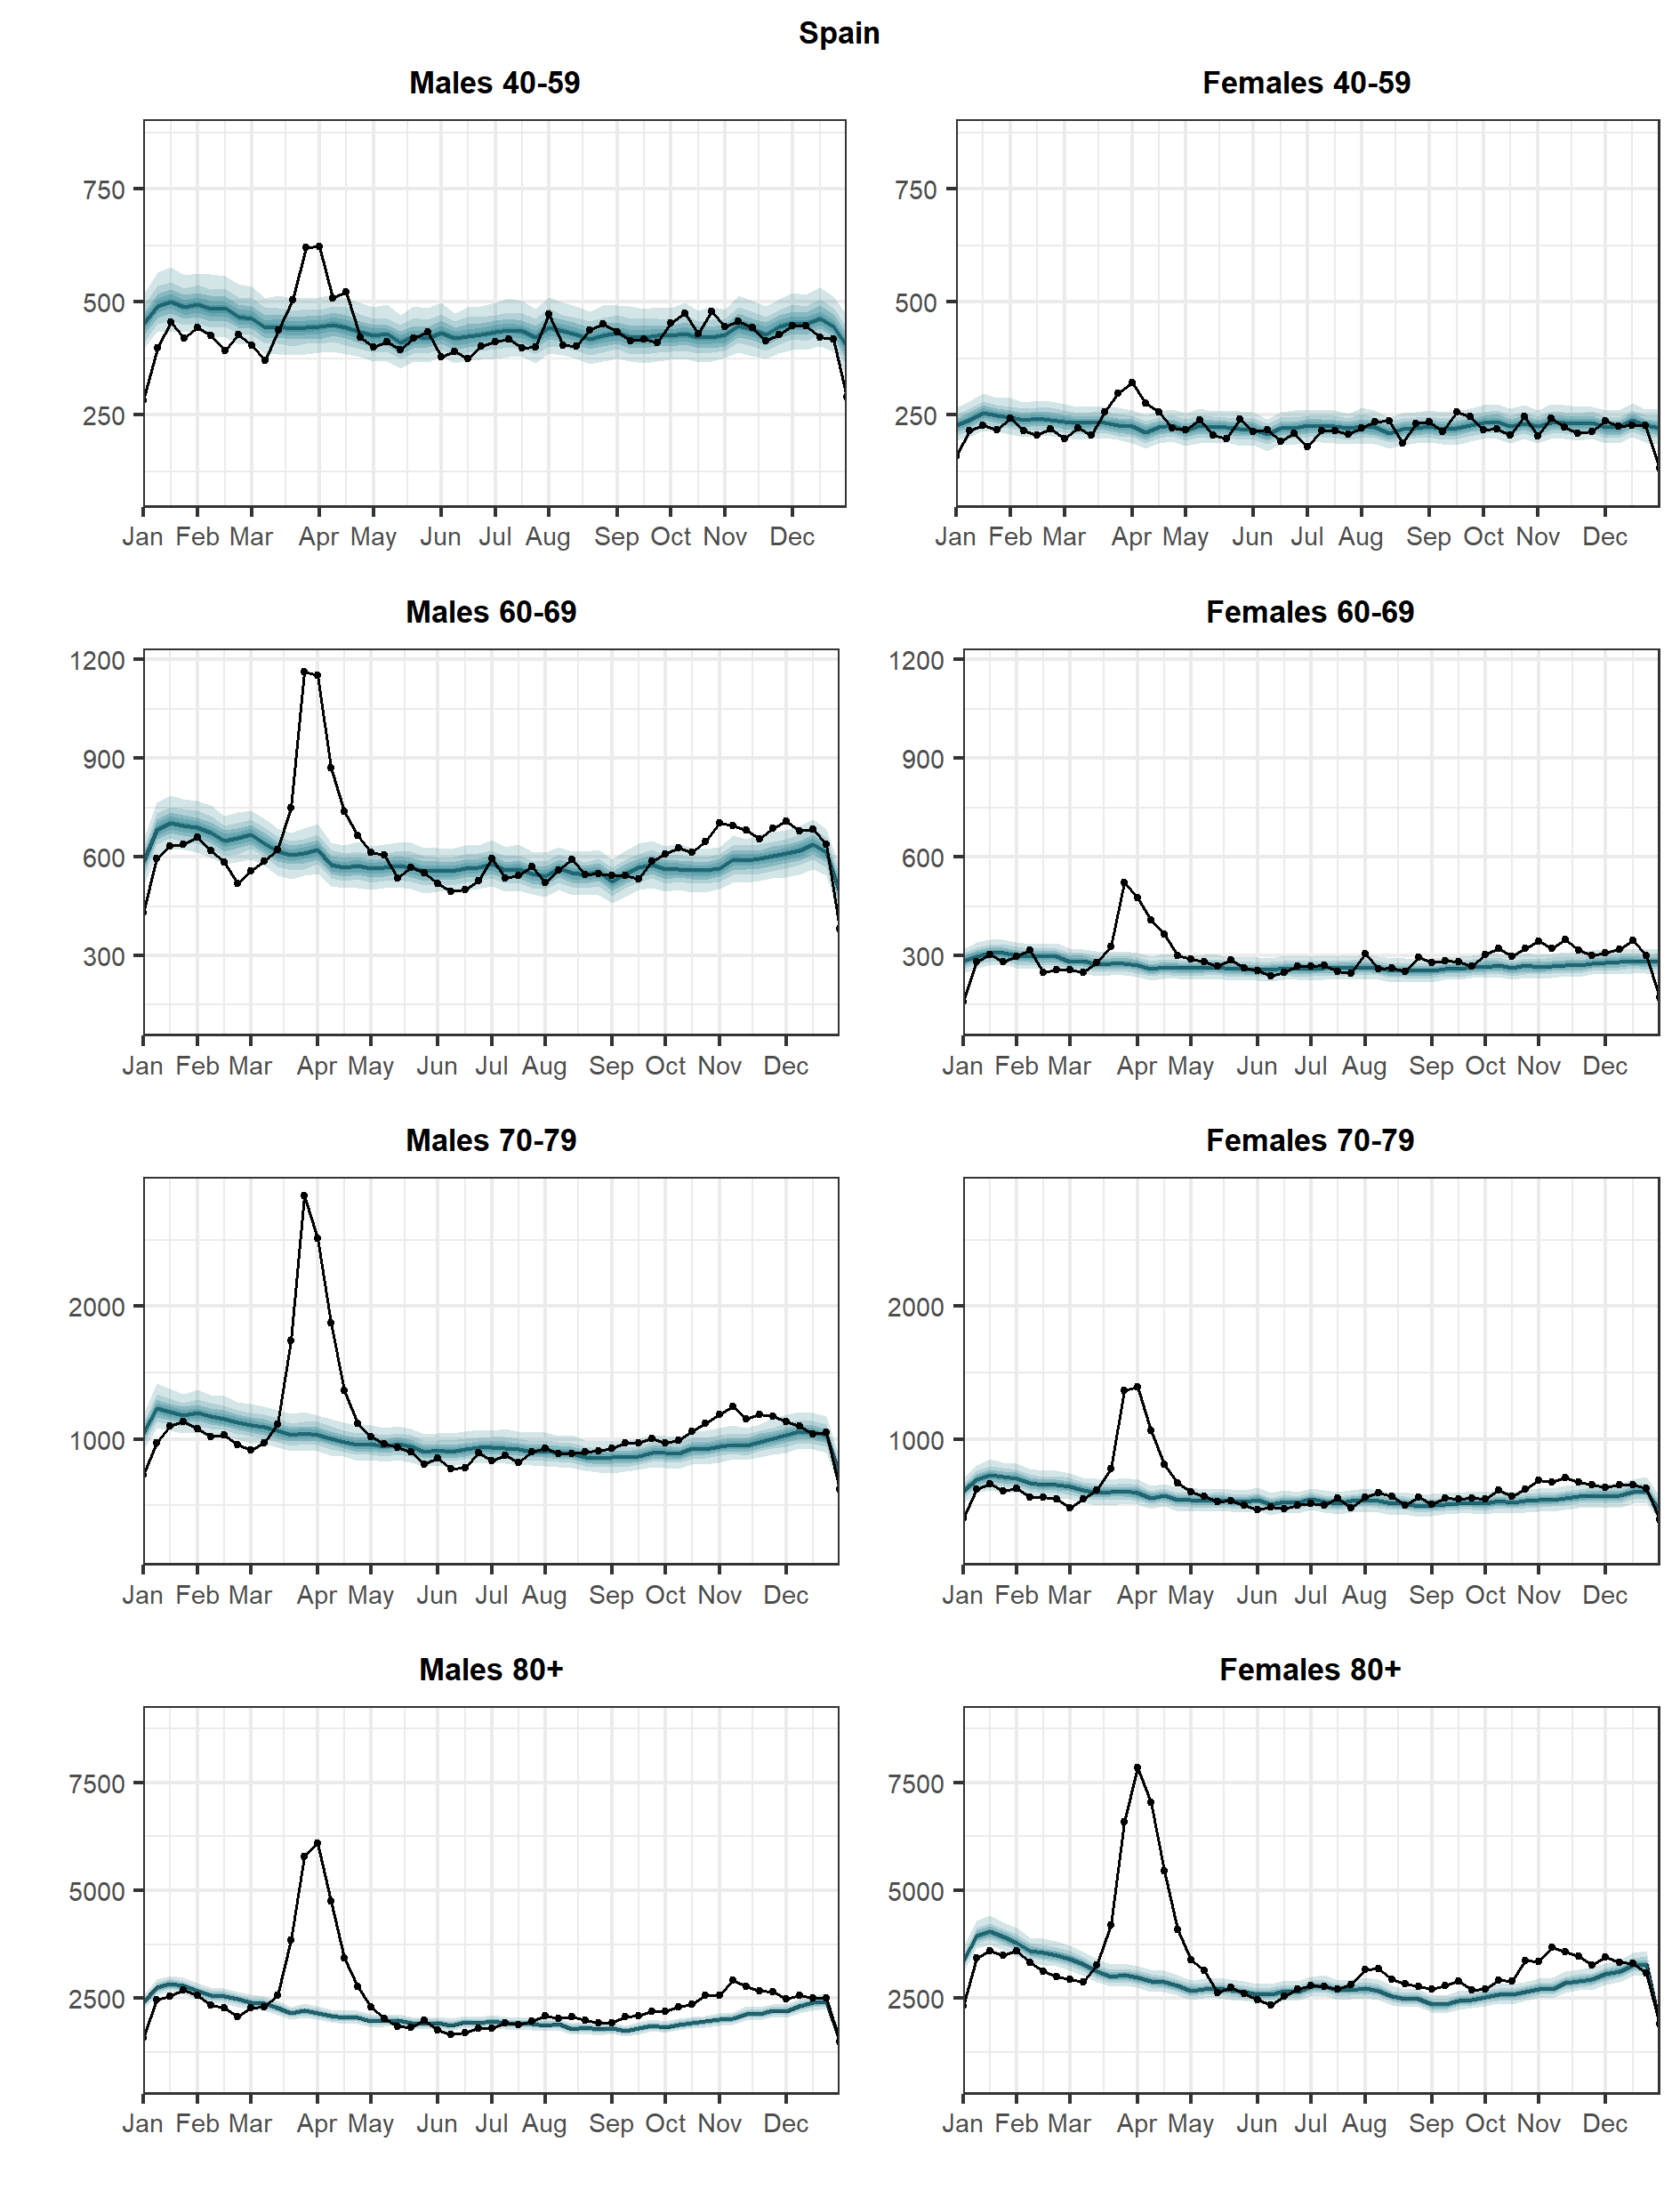 Spain
Males 40-59
Females 40-59
750
500
250
Jan Feb Mar Apr May Jun Jul Aug Sep Oct Nov Dec
750
500
250
Jan Feb Mar Apr May Jun Jul Aug Sep Oct Nov Dec
Males 60-69
Females 60-69
1200
900
600
300
Jan Feb Mar Apr May Jun Jul Aug Sep Oct Nov Dec
1200
900
600
300
Jan Feb Mar Apr May Jun Jul Aug Sep Oct Nov Dec
Males 70-79
Females 70-79
2000
1000
Jan Feb Mar Apr May Jun Jul Aug Sep Oct Nov Dec
2000
1000
Jan Feb Mar Apr May Jun Jul Aug Sep Oct Nov Dec
Males 80+
Females 80+
7500
5000
2500
Jan Feb Mar Apr May Jun Jul Aug Sep Oct Nov Dec
7500
5000
2500
Jan Feb Mar Apr May Jun Jul Aug Sep Oct Nov Dec